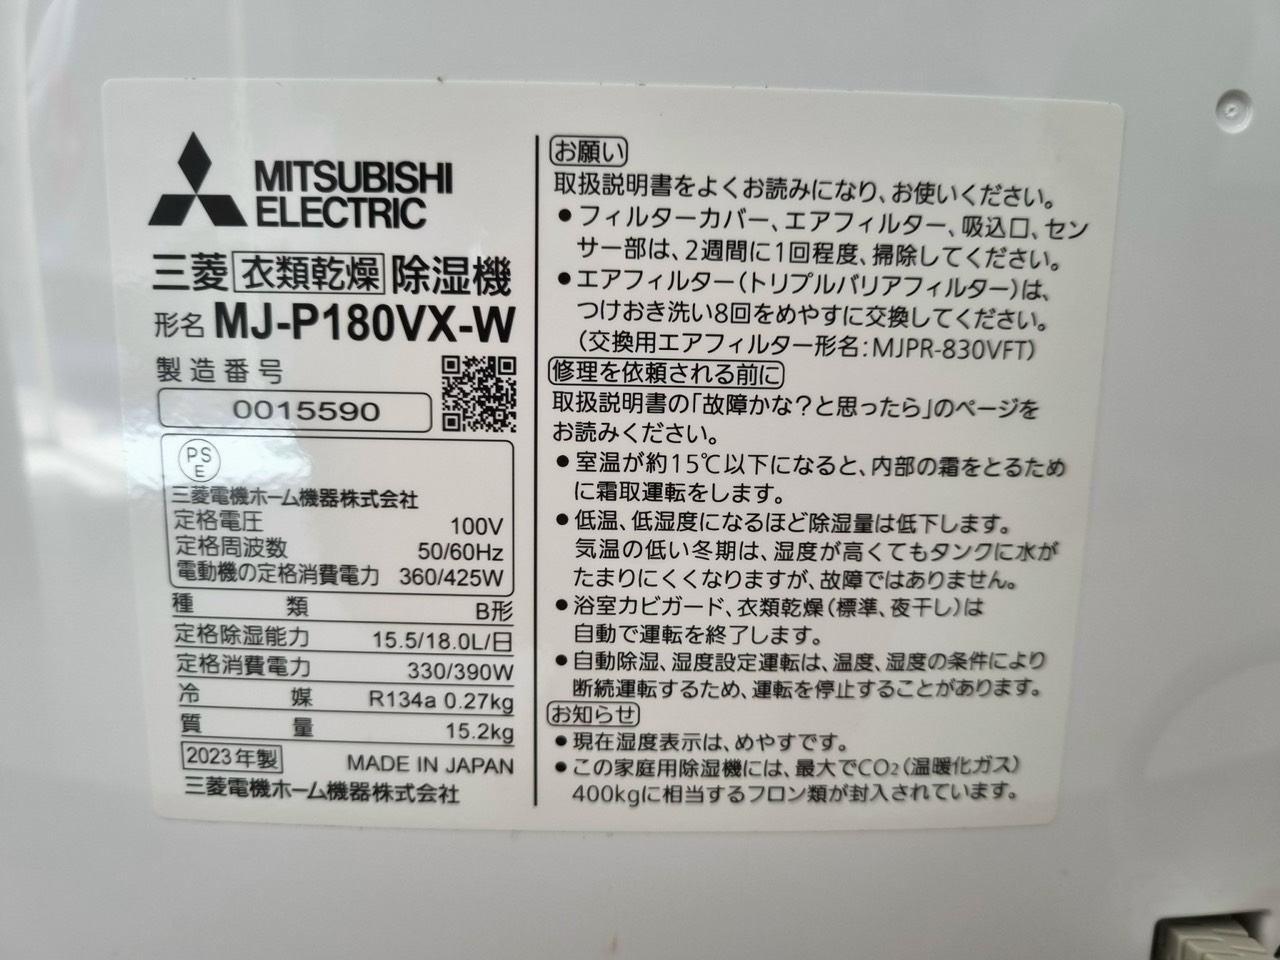 MITSUBISHI
ELECTRIC
三菱 衣類乾燥 除湿機
形名 MJ-P180VX-W
製造番号
0015590
PS
E
三菱電機ホーム機器株式会社
定格電圧 100V
定格周波数 50/60Hz
電動機の定格消費電力 360/425W
種類 B形
定格除湿能力 15.5/18.0L/日
定格消費電力 330/390W
冷媒 R134a 0.27kg
質量 15.2kg
2023年製 MADE IN JAPAN
三菱電機ホーム機器株式会社
お願い
取扱説明書をよくお読みになり、お使いください。
●フィルターカバー、エアフィルター、吸込口、セン
サー部は、2週間に1回程度、掃除してください。
●エアフィルター(トリプルバリアフィルター)は、
つけおき洗い8回をめやすに交換してください。
(交換用エアフィルター形名:MJPR-830VFT)
修理を依頼される前に
取扱説明書の「故障かな?と思ったら」のページを
お読みください。
●室温が約15℃以下になると、内部の霜をとるため
に霜取運転をします。
●低温、低湿度になるほど除湿量は低下します。
気温の低い冬期は、湿度が高くてもタンクに水が
たまりにくくなりますが、故障ではありません。
●浴室カビガード、衣類乾燥(標準、夜干し)は
自動で運転を終了します。
●自動除湿、湿度設定運転は、温度、湿度の条件により
断続運転するため、運転を停止することがあります。
お知らせ
●現在湿度表示は、めやすです。
●この家庭用除湿機には、最大でCO₂(温暖化ガス)
400kgに相当するフロン類が封入されています。